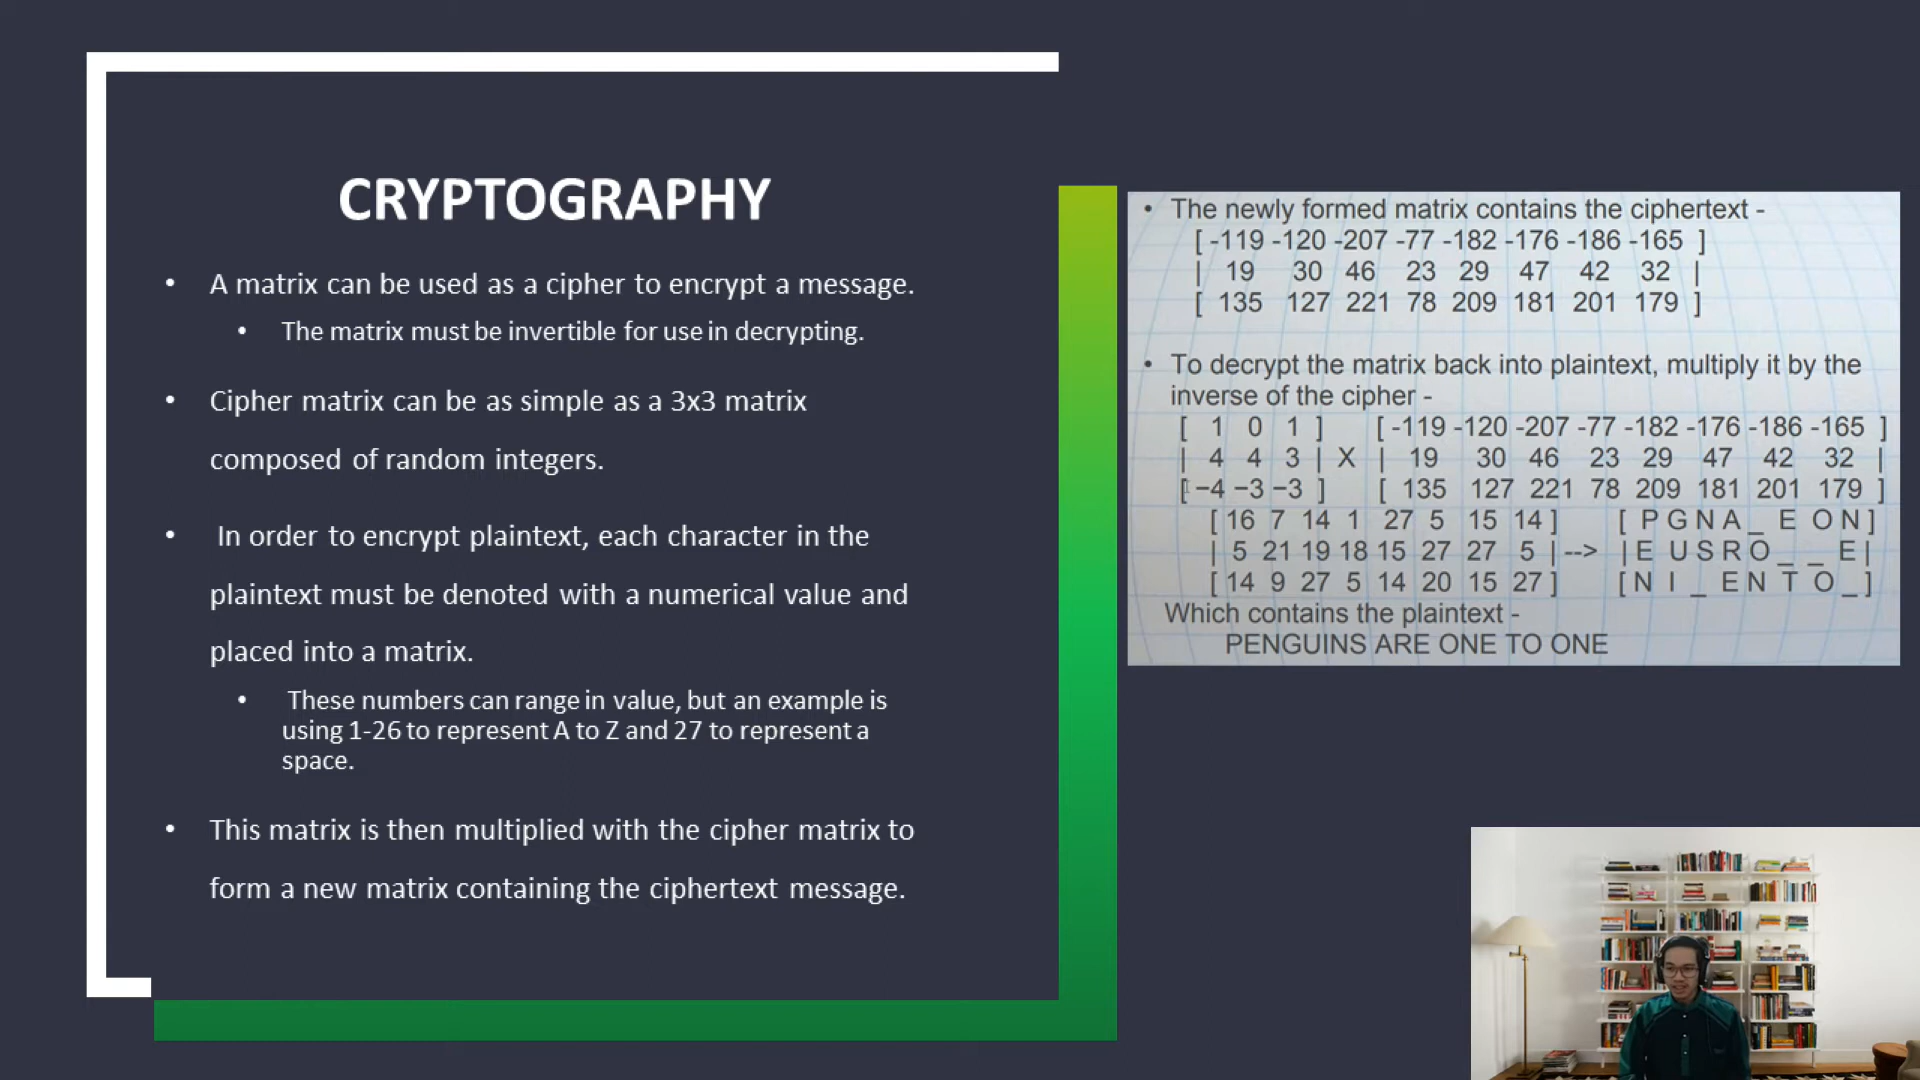 CRYPTOGRAPHY
• A matrix can be used as a cipher to encrypt a message.
• The matrix must be invertible for use in decrypting.
• Cipher matrix can be as simple as a 3x3 matrix
composed of random integers.
• In order to encrypt plaintext, each character in the
plaintext must be denoted with a numerical value and
placed into a matrix.
• These numbers can range in value, but an example is
using 1-26 to represent A to Z and 27 to represent a
space.
• This matrix is then multiplied with the cipher matrix to
form a new matrix containing the ciphertext message.
• The newly formed matrix contains the ciphertext -
[ -119 -120 -207 -77 -182 -176 -186 -165 ]
| 19 30 46 23 29 47 42 32 |
[ 135 127 221 78 209 181 201 179 ]
• To decrypt the matrix back into plaintext, multiply it by the
inverse of the cipher -
[ 1 0 1 ] [ -119 -120 -207 -77 -182 -176 -186 -165 ]
| 4 4 3 | X | 19 30 46 23 29 47 42 32 |
[ −4 −3 −3 ] [ 135 127 221 78 209 181 201 179 ]
[ 16 7 14 1 27 5 15 14 ] [ P G N A _ E O N ]
| 5 21 19 18 15 27 27 5 | --> | E U S R O _ _ E |
[ 14 9 27 5 14 20 15 27 ] [ N I _ E N T O _ ]
Which contains the plaintext -
PENGUINS ARE ONE TO ONE